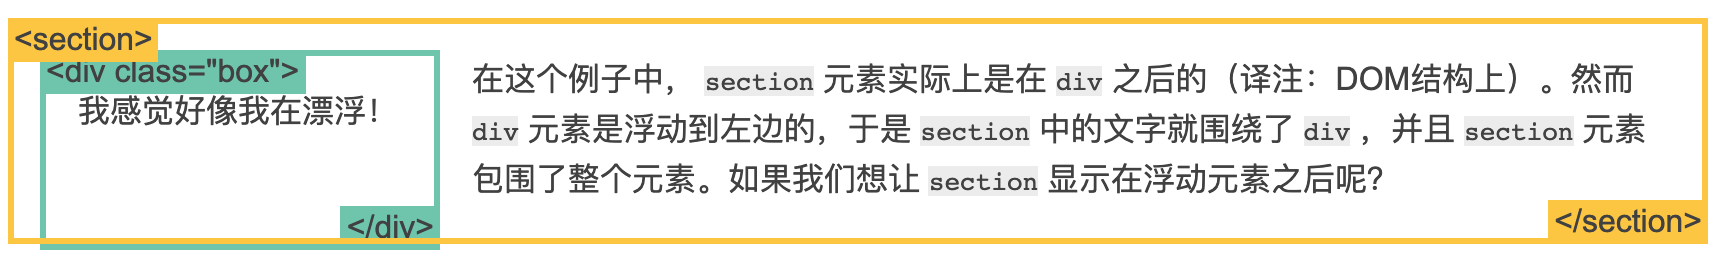 <section>
<div class="box">
我感觉好像我在漂浮！
</div>
在这个例子中， section 元素实际上是在 div 之后的（译注：DOM结构上）。然而
div 元素是浮动到左边的，于是 section 中的文字就围绕了 div ，并且 section 元素
包围了整个元素。如果我们想让 section 显示在浮动元素之后呢？
</section>